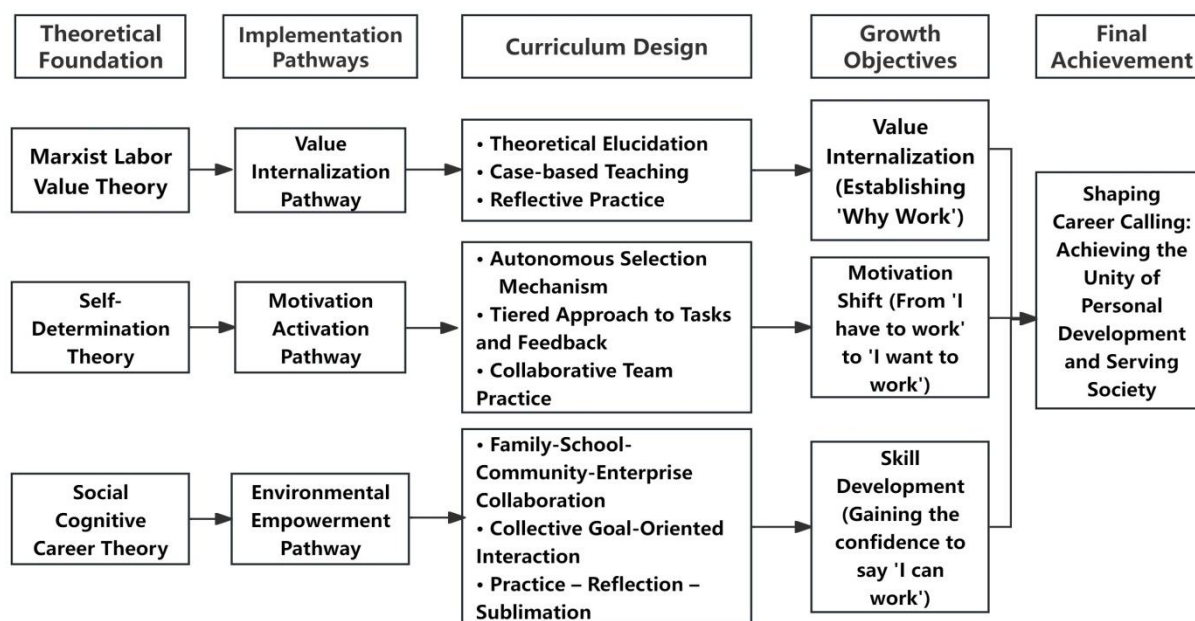 Theoretical
Foundation
Implementation
Pathways
Curriculum Design
Growth
Objectives
Final
Achievement
Marxist Labor
Value Theory
Value
Internalization
Pathway
• Theoretical Elucidation
• Case-based Teaching
• Reflective Practice
Value
Internalization
(Establishing
'Why Work')
Self-
Determination
Theory
Motivation
Activation
Pathway
• Autonomous Selection
Mechanism
• Tiered Approach to Tasks
and Feedback
• Collaborative Team
Practice
Motivation
Shift (From 'I
have to work'
to 'I want to
work')
Social
Cognitive
Career Theory
Environmental
Empowerment
Pathway
• Family-School-
Community-Enterprise
Collaboration
• Collective Goal-Oriented
Interaction
• Practice – Reflection –
Sublimation
Skill
Development
(Gaining the
confidence to
say 'I can
work')
Shaping
Career Calling:
Achieving the
Unity of
Personal
Development
and Serving
Society